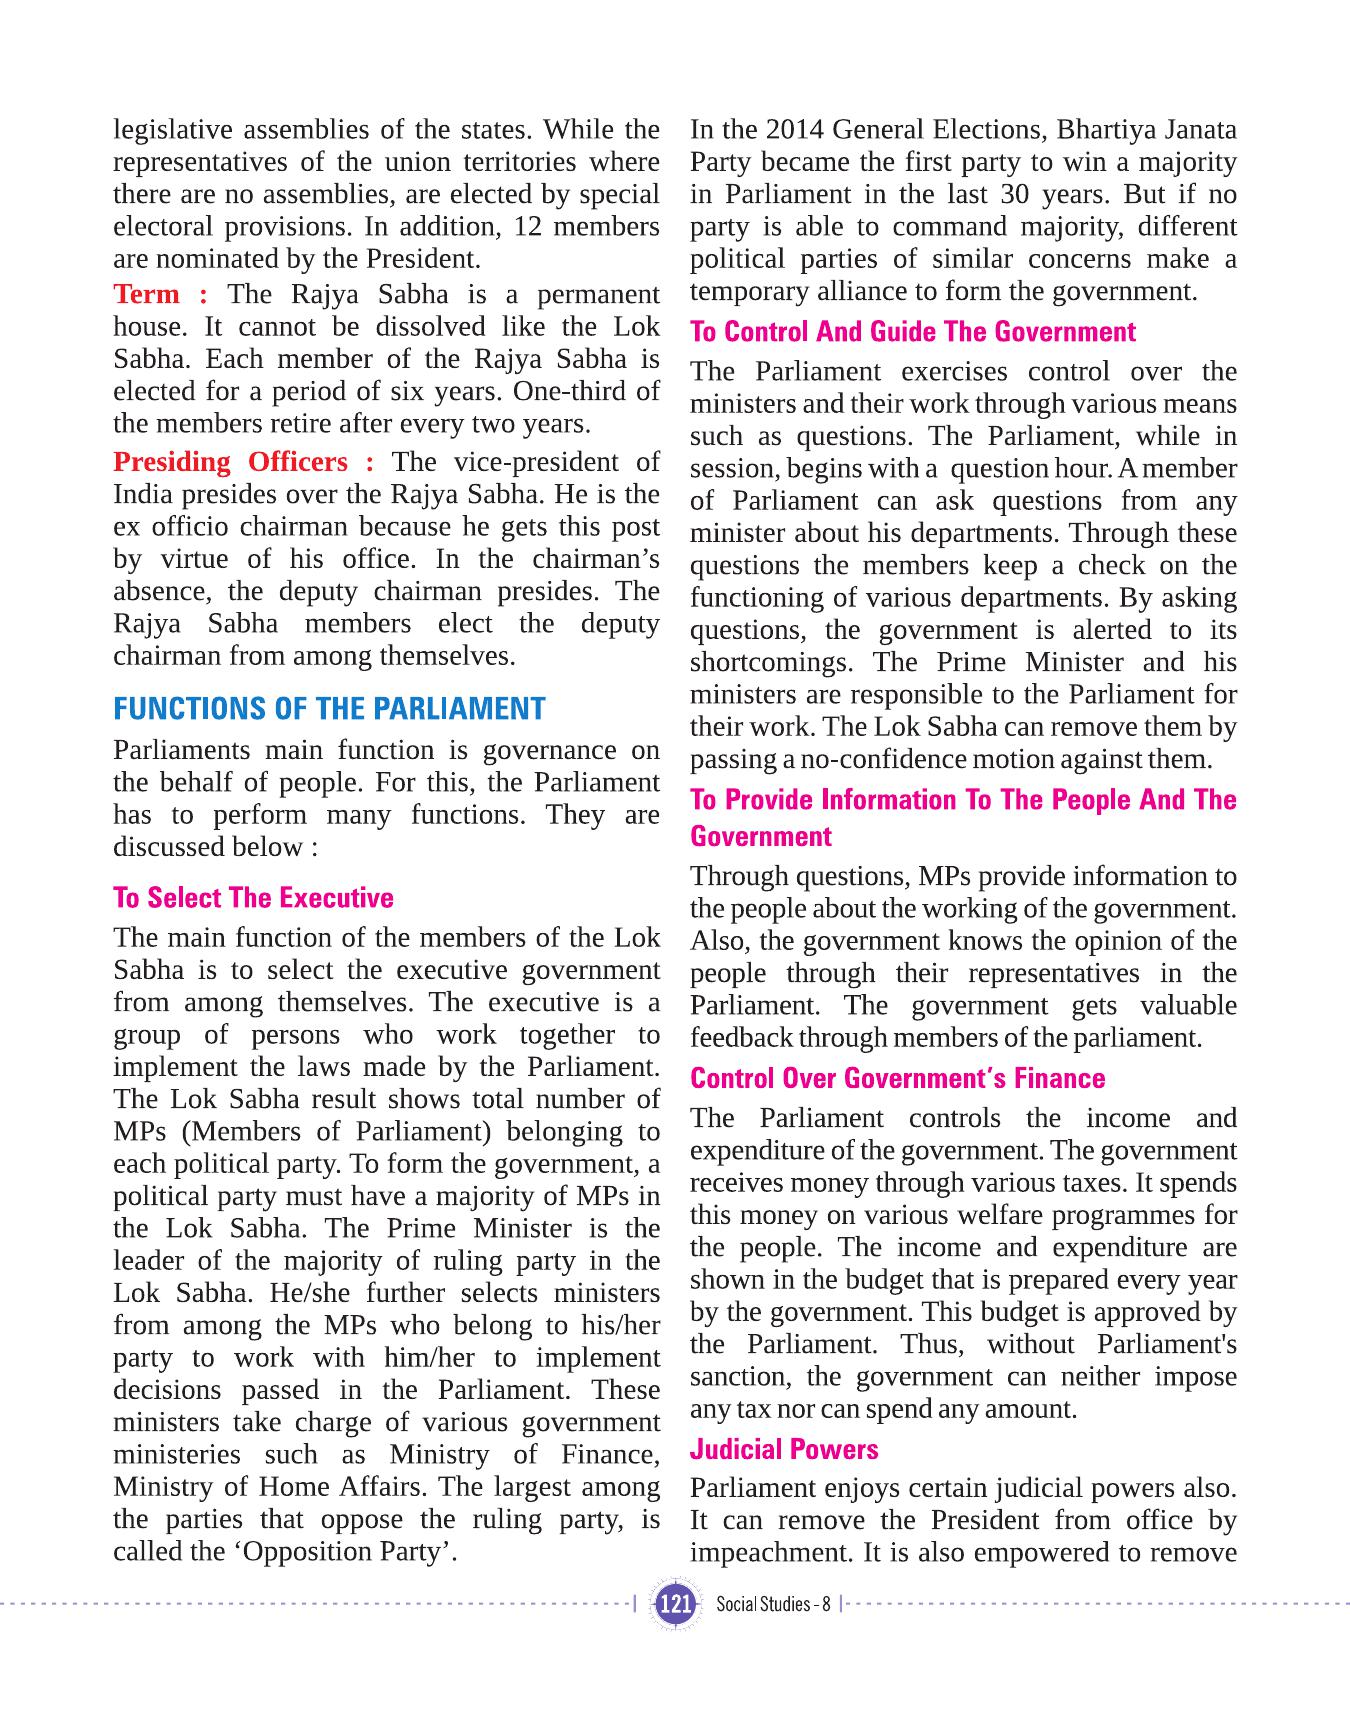 legislative assemblies of the states. While the
representatives of the union territories where
there are no assemblies, are elected by special
electoral provisions. In addition, 12 members
are nominated by the President.
Term : The Rajya Sabha is a permanent
house. It cannot be dissolved like the Lok
Sabha. Each member of the Rajya Sabha is
elected for a period of six years. One-third of
the members retire after every two years.
Presiding Officers : The vice-president of
India presides over the Rajya Sabha. He is the
ex officio chairman because he gets this post
by virtue of his office. In the chairman’s
absence, the deputy chairman presides. The
Rajya Sabha members elect the deputy
chairman from among themselves.
FUNCTIONS OF THE PARLIAMENT
Parliaments main function is governance on
the behalf of people. For this, the Parliament
has to perform many functions. They are
discussed below :
To Select The Executive
The main function of the members of the Lok
Sabha is to select the executive government
from among themselves. The executive is a
group of persons who work together to
implement the laws made by the Parliament.
The Lok Sabha result shows total number of
MPs (Members of Parliament) belonging to
each political party. To form the government, a
political party must have a majority of MPs in
the Lok Sabha. The Prime Minister is the
leader of the majority of ruling party in the
Lok Sabha. He/she further selects ministers
from among the MPs who belong to his/her
party to work with him/her to implement
decisions passed in the Parliament. These
ministers take charge of various government
ministeries such as Ministry of Finance,
Ministry of Home Affairs. The largest among
the parties that oppose the ruling party, is
called the ‘Opposition Party’.
In the 2014 General Elections, Bhartiya Janata
Party became the first party to win a majority
in Parliament in the last 30 years. But if no
party is able to command majority, different
political parties of similar concerns make a
temporary alliance to form the government.
To Control And Guide The Government
The Parliament exercises control over the
ministers and their work through various means
such as questions. The Parliament, while in
session, begins with a question hour. A member
of Parliament can ask questions from any
minister about his departments. Through these
questions the members keep a check on the
functioning of various departments. By asking
questions, the government is alerted to its
shortcomings. The Prime Minister and his
ministers are responsible to the Parliament for
their work. The Lok Sabha can remove them by
passing a no-confidence motion against them.
To Provide Information To The People And The
Government
Through questions, MPs provide information to
the people about the working of the government.
Also, the government knows the opinion of the
people through their representatives in the
Parliament. The government gets valuable
feedback through members of the parliament.
Control Over Government’s Finance
The Parliament controls the income and
expenditure of the government. The government
receives money through various taxes. It spends
this money on various welfare programmes for
the people. The income and expenditure are
shown in the budget that is prepared every year
by the government. This budget is approved by
the Parliament. Thus, without Parliament's
sanction, the government can neither impose
any tax nor can spend any amount.
Judicial Powers
Parliament enjoys certain judicial powers also.
It can remove the President from office by
impeachment. It is also empowered to remove
121 Social Studies - 8